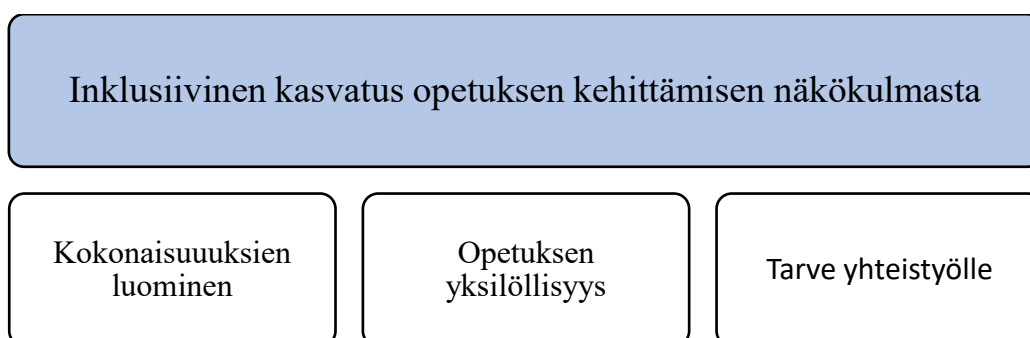 Inklusiivinen kasvatus opetuksen kehittämisen näkökulmasta
Kokonaisuuuksien
luominen
Opetuksen
yksilöllisyys
Tarve yhteistyölle